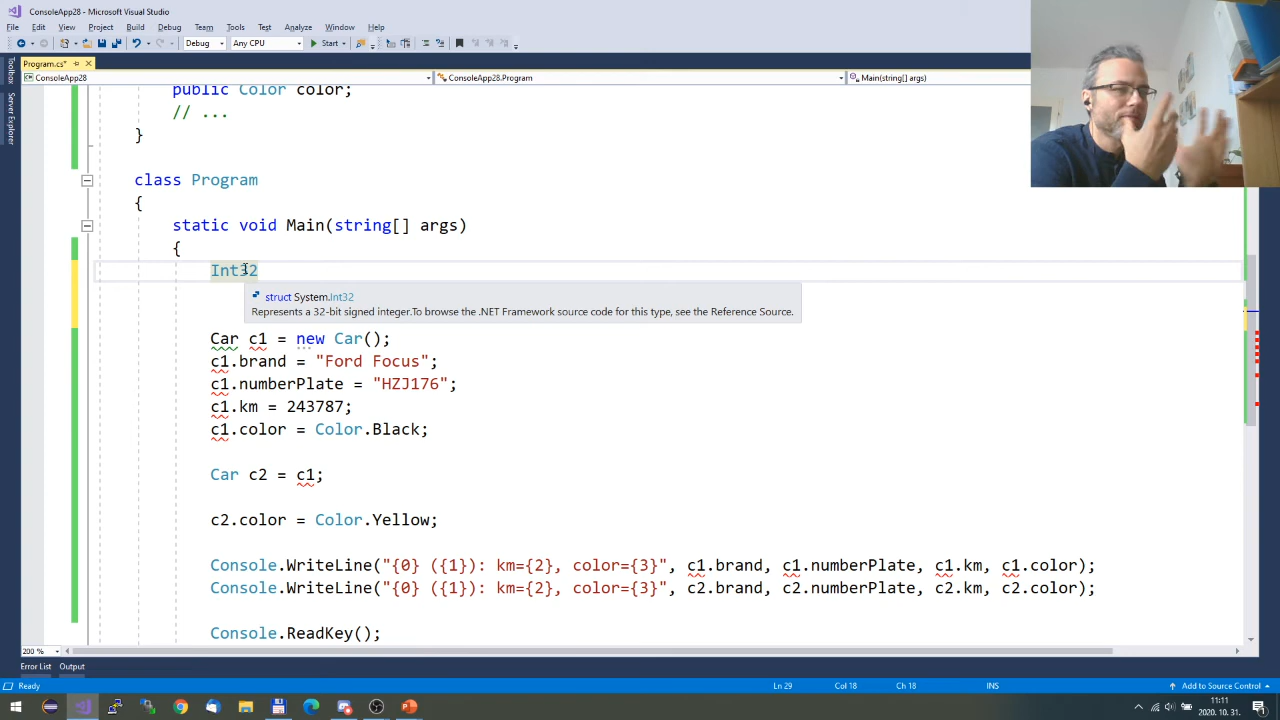 ConsoleApp28 - Microsoft Visual Studio
File Edit View Project Build Debug Team Tools Test Analyze Window Help
Debug Any CPU Start
Program.cs*
ConsoleApp28 ConsoleApp28.Program Main(string[] args)
Toolbox
Server Explorer
public Color color;
// ...
}
class Program
{
static void Main(string[] args)
{
Int32
struct System.Int32
Represents a 32-bit signed integer.To browse the .NET Framework source code for this type, see the Reference Source.
Car c1 = new Car();
c1.brand = "Ford Focus";
c1.numberPlate = "HZJ176";
c1.km = 243787;
c1.color = Color.Black;
Car c2 = c1;
c2.color = Color.Yellow;
Console.WriteLine("{0} ({1}): km={2}, color={3}", c1.brand, c1.numberPlate, c1.km, c1.color);
Console.WriteLine("{0} ({1}): km={2}, color={3}", c2.brand, c2.numberPlate, c2.km, c2.color);
Console.ReadKey();
200 %
Error List Output
Ready Ln 29 Col 18 Ch 18 INS Add to Source Control
11:11
2020. 10. 31.